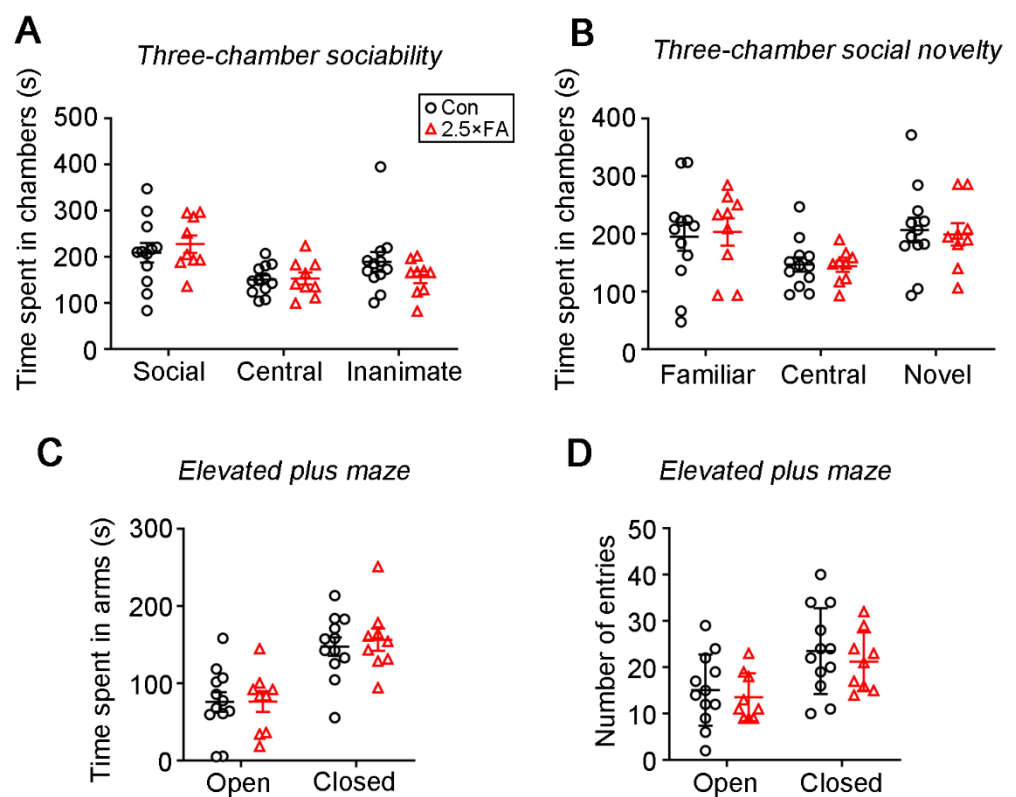 A
Three-chamber sociability
Time spent in chambers (s)
500
400
300
200
100
0
Social Central Inanimate
Con
2.5×FA
B
Three-chamber social novelty
Time spent in chambers (s)
400
300
200
100
0
Familiar Central Novel
C
Elevated plus maze
Time spent in arms (s)
300
200
100
0
Open Closed
D
Elevated plus maze
Number of entries
50
40
30
20
10
0
Open Closed